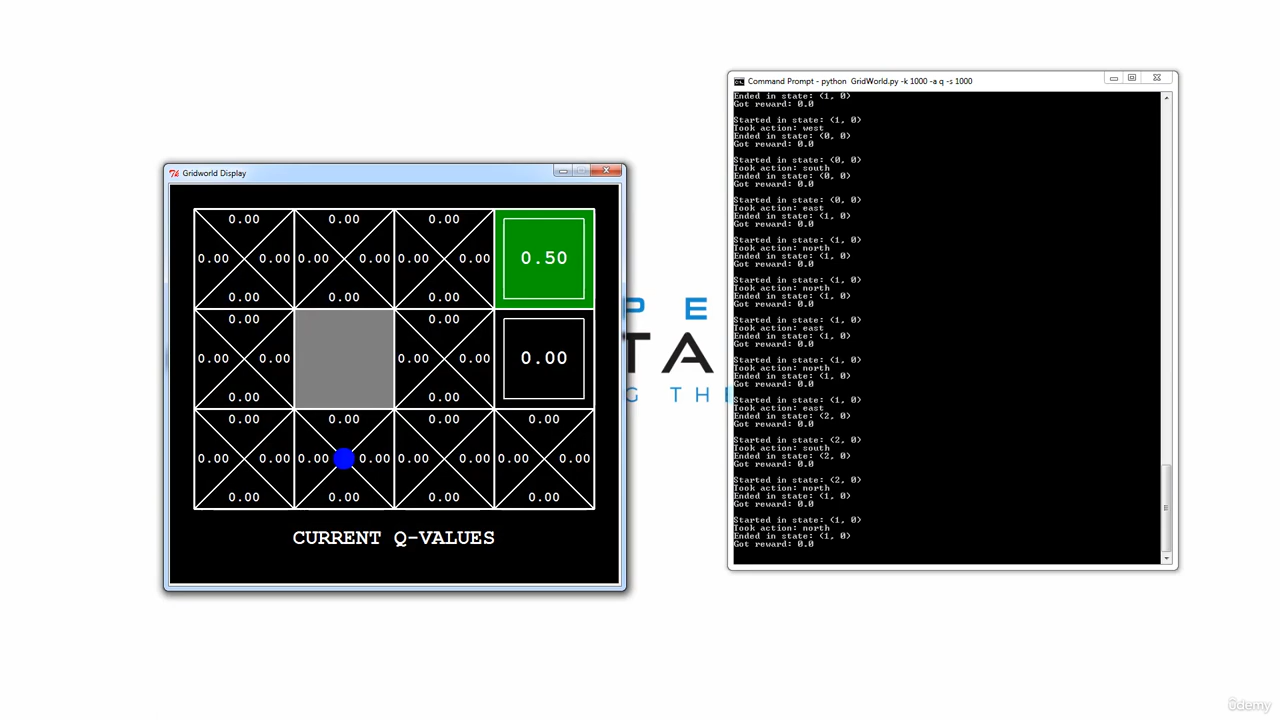 Command Prompt - python GridWorld.py -k 1000 -a q -s 1000
Ended in state: (1, 0)
Got reward: 0.0
Started in state: (1, 0)
Took action: west
Ended in state: (0, 0)
Got reward: 0.0
Started in state: (0, 0)
Took action: south
Ended in state: (0, 0)
Got reward: 0.0
Started in state: (0, 0)
Took action: east
Ended in state: (1, 0)
Got reward: 0.0
Started in state: (1, 0)
Took action: north
Ended in state: (1, 0)
Got reward: 0.0
Started in state: (1, 0)
Took action: north
Ended in state: (1, 0)
Got reward: 0.0
Started in state: (1, 0)
Took action: east
Ended in state: (1, 0)
Got reward: 0.0
Started in state: (1, 0)
Took action: north
Ended in state: (1, 0)
Got reward: 0.0
Started in state: (1, 0)
Took action: east
Ended in state: (2, 0)
Got reward: 0.0
Started in state: (2, 0)
Took action: south
Ended in state: (2, 0)
Got reward: 0.0
Started in state: (2, 0)
Took action: north
Ended in state: (1, 0)
Got reward: 0.0
Started in state: (1, 0)
Took action: north
Ended in state: (1, 0)
Got reward: 0.0
Gridworld Display
0.00 0.00 0.00
0.00 0.00 0.00 0.00 0.00 0.00 0.50
0.00 0.00 0.00
0.00 0.00
0.00 0.00 0.00 0.00 0.00
0.00 0.00
0.00 0.00 0.00 0.00
0.00 0.00 0.00 0.00 0.00 0.00 0.00 0.00
0.00 0.00 0.00 0.00
CURRENT Q-VALUES
P E
TA
G THE
ûdemy